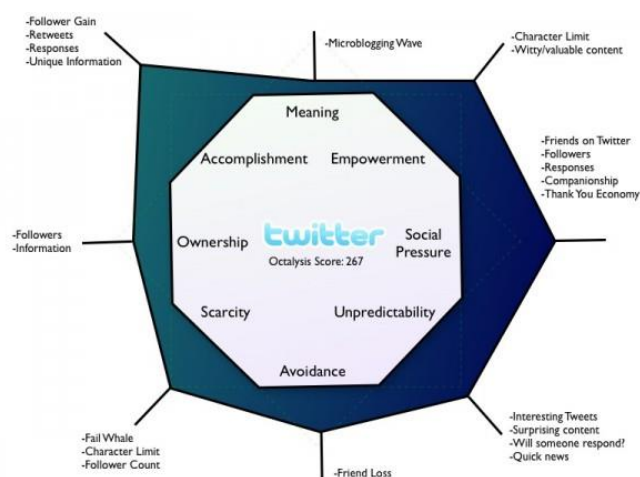 -Follower Gain
-Retweets
-Responses
-Unique Information
-Microblogging Wave
-Character Limit
-Witty/valuable content
Meaning
Accomplishment
Empowerment
-Friends on Twitter
-Followers
-Responses
-Companionship
-Thank You Economy
-Followers
-Information
Ownership
twitter
Octalysis Score: 267
Social
Pressure
Scarcity
Unpredictability
Avoidance
-Fail Whale
-Character Limit
-Follower Count
-Friend Loss
-Interesting Tweets
-Surprising content
-Will someone respond?
-Quick news